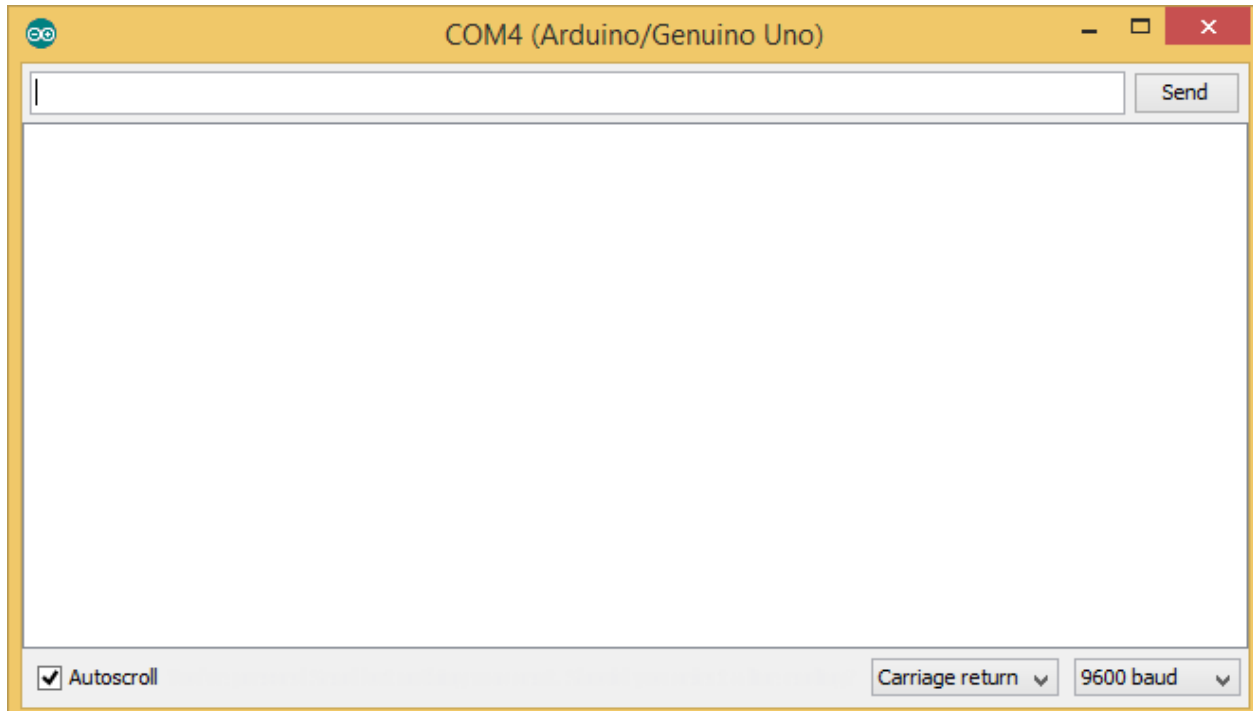 COM4 (Arduino/Genuino Uno)
Send
Autoscroll
Carriage return
9600 baud